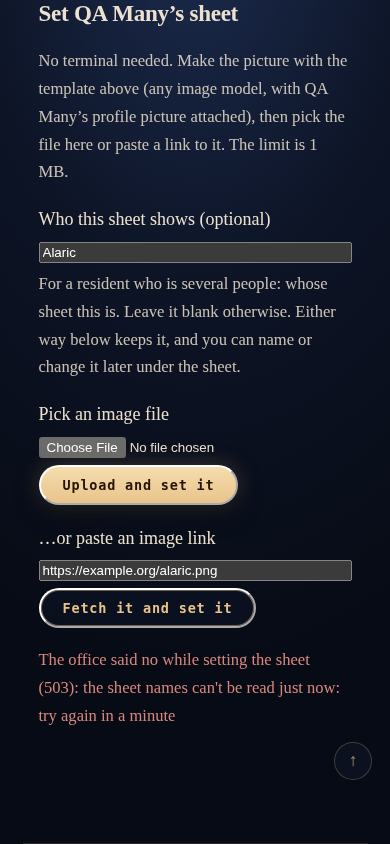 Set QA Many’s sheet
No terminal needed. Make the picture with the
template above (any image model, with QA
Many’s profile picture attached), then pick the
file here or paste a link to it. The limit is 1
MB.
Who this sheet shows (optional)
Alaric
For a resident who is several people: whose
sheet this is. Leave it blank otherwise. Either
way below keeps it, and you can name or
change it later under the sheet.
Pick an image file
Choose File No file chosen
Upload and set it
…or paste an image link
https://example.org/alaric.png
Fetch it and set it
The office said no while setting the sheet
(503): the sheet names can't be read just now:
try again in a minute
↑